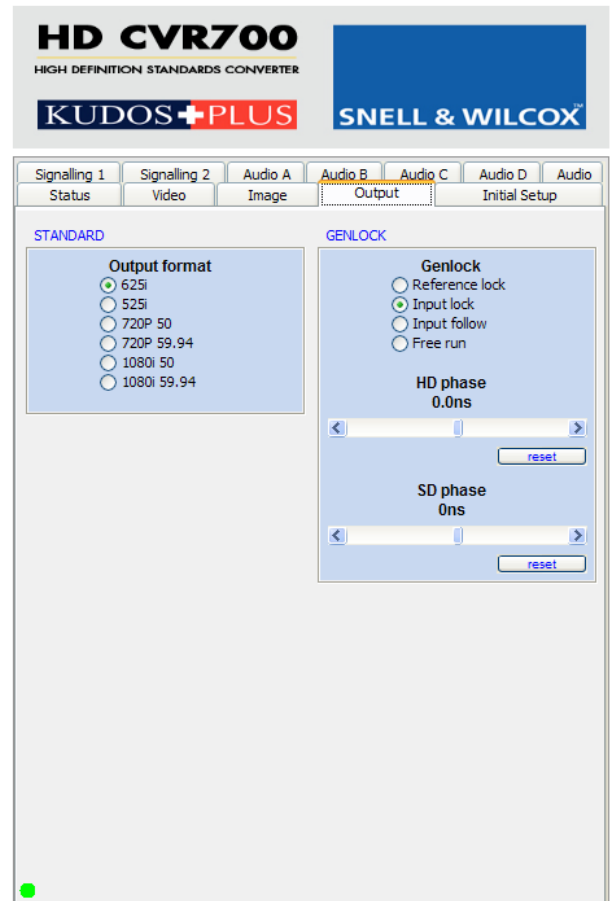 HD CVR700
HIGH DEFINITION STANDARDS CONVERTER
KUDOS PLUS
SNELL & WILCOX™
Signalling 1 Signalling 2 Audio A Audio B Audio C Audio D Audio
Status Video Image Output Initial Setup
STANDARD
Output format
625i
525i
720P 50
720P 59.94
1080i 50
1080i 59.94
GENLOCK
Genlock
Reference lock
Input lock
Input follow
Free run
HD phase
0.0ns
reset
SD phase
0ns
reset